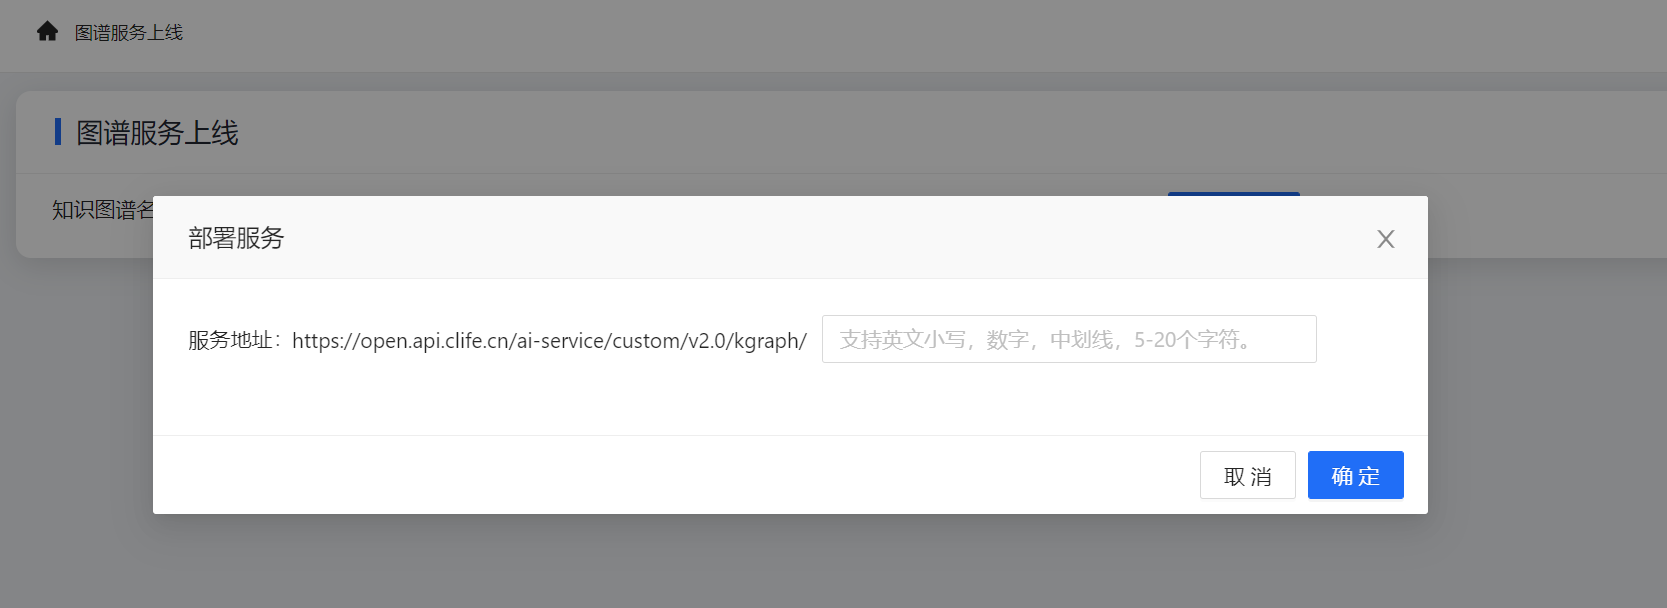 图谱服务上线
图谱服务上线
知识图谱名
部署服务
服务地址：https://open.api.clife.cn/ai-service/custom/v2.0/kgraph/ 支持英文小写，数字，中划线，5-20个字符。
取 消 确 定